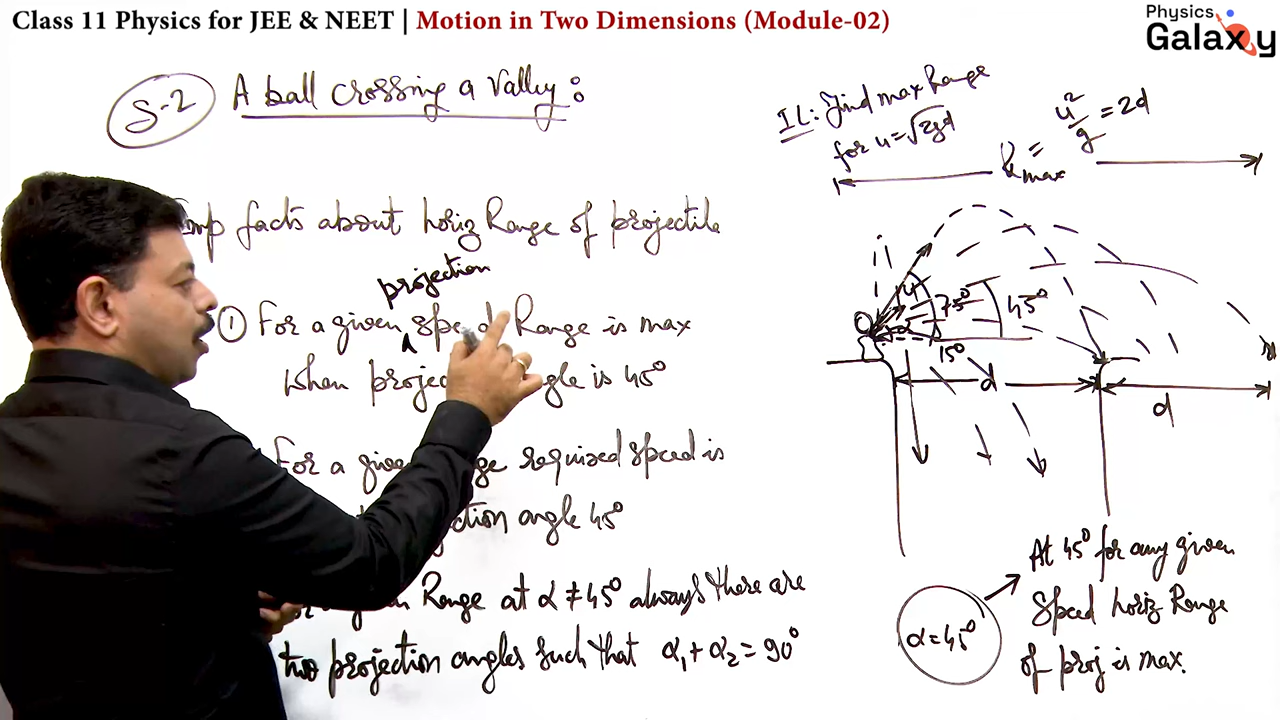 Class 11 Physics for JEE & NEET | Motion in Two Dimensions (Module-02)
Physics
Galaxy
S-2 A ball crossing a Valley:
IL: Find max Range
for u = √2gd
R max = u²/g = 2d
Imp facts about horiz Range of projectile
projection
① For a given speed Range is max
when projec angle is 45°
For a give required speed is
ction angle 45°
Range at α ≠ 45° always there are
two projection angles such that α₁ + α₂ = 90°
u
75°
45°
15°
d
d
α = 45°
At 45° for any given
Speed horiz Range
of proj is max.